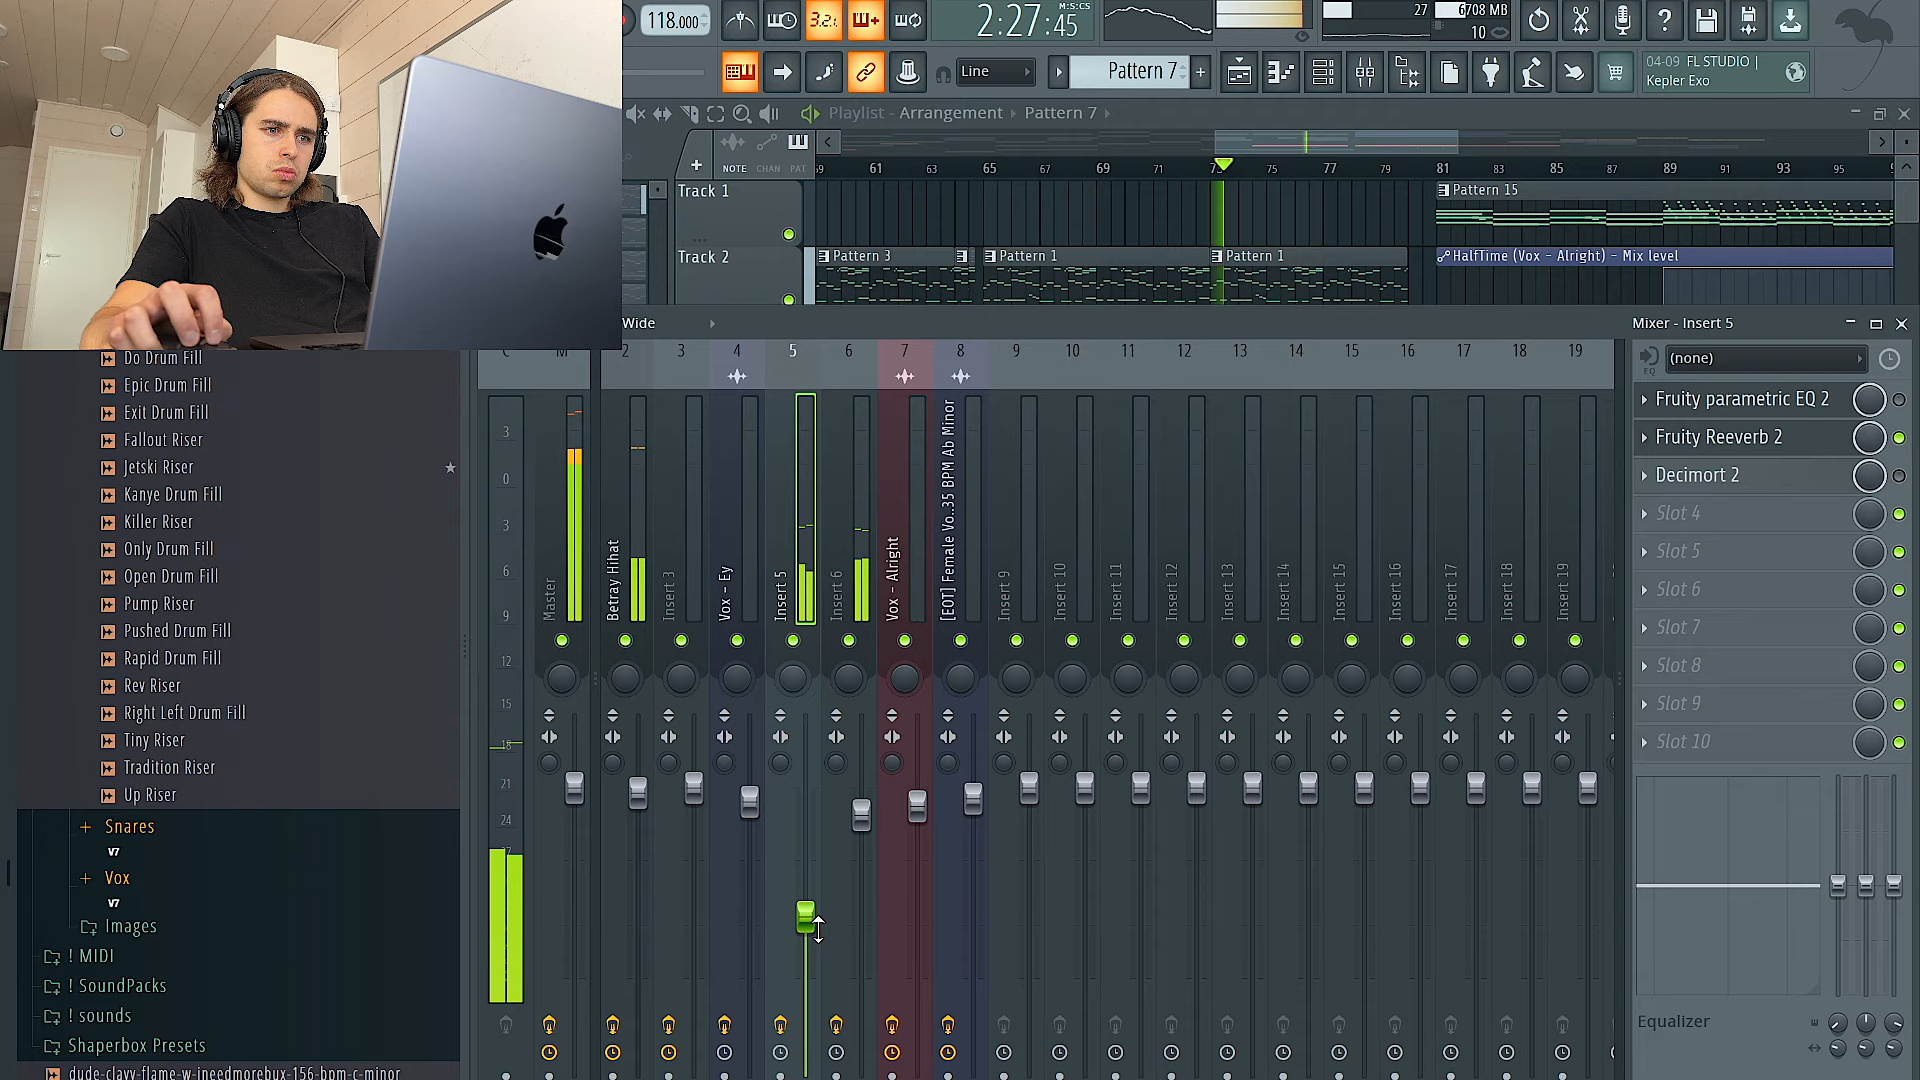 118.000
3.2.
2:27:45
M:S:CS
27
6708 MB
10
Line
Pattern 7
04-09 FL STUDIO |
Kepler Exo
Playlist - Arrangement
Pattern 7
NOTE
CHAN
PAT
61
63
65
69
71
75
77
79
81
83
85
87
89
91
93
95
Track 1
Pattern 15
Track 2
Pattern 3
Pattern 1
Pattern 1
HalfTime (Vox - Alright) - Mix level
Wide
Mixer - Insert 5
C
M
2
3
4
5
6
7
8
9
10
11
12
13
14
15
16
17
18
19
(none)
EQ
Fruity parametric EQ 2
Fruity Reeverb 2
Decimort 2
Slot 4
Slot 5
Slot 6
Slot 7
Slot 8
Slot 9
Slot 10
Equalizer
3
0
3
6
9
12
15
18
21
24
27
Master
Betray Hihat
Insert 3
Vox - Ey
Insert 5
Insert 6
Vox - Alright
[EOT] Female Vo..35 BPM Ab Minor
Insert 9
Insert 10
Insert 11
Insert 12
Insert 13
Insert 14
Insert 15
Insert 16
Insert 17
Insert 18
Insert 19
Do Drum Fill
Epic Drum Fill
Exit Drum Fill
Fallout Riser
Jetski Riser
Kanye Drum Fill
Killer Riser
Only Drum Fill
Open Drum Fill
Pump Riser
Pushed Drum Fill
Rapid Drum Fill
Rev Riser
Right Left Drum Fill
Tiny Riser
Tradition Riser
Up Riser
Snares
V7
Vox
V7
Images
! MIDI
! SoundPacks
! sounds
Shaperbox Presets
dude-clavy-flame-w-ineedmorebux-156-bpm-c-minor